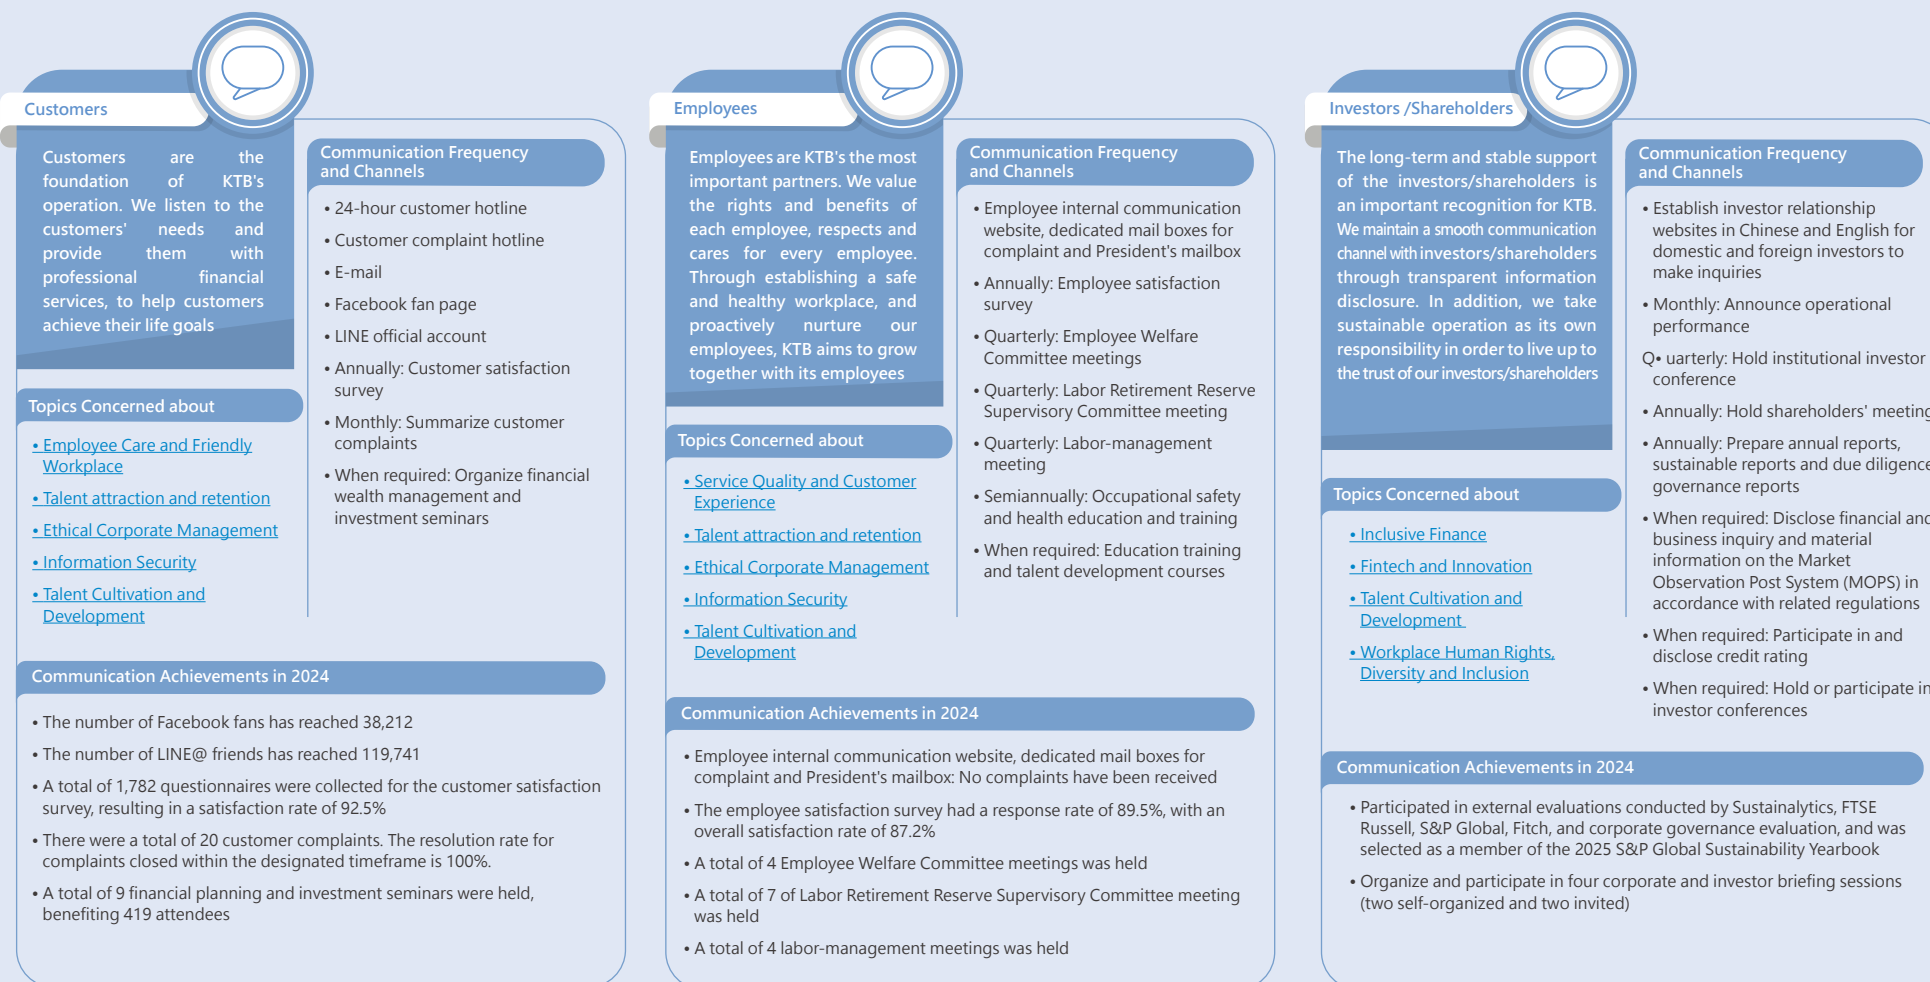 Customers
Customers are the
foundation of KTB's
operation. We listen to the
customers' needs and
provide them with
professional financial
services, to help customers
achieve their life goals
Topics Concerned about
• Employee Care and Friendly
Workplace
• Talent attraction and retention
• Ethical Corporate Management
• Information Security
• Talent Cultivation and
Development
Communication Frequency
and Channels
• 24-hour customer hotline
• Customer complaint hotline
• E-mail
• Facebook fan page
• LINE official account
• Annually: Customer satisfaction
survey
• Monthly: Summarize customer
complaints
• When required: Organize financial
wealth management and
investment seminars
Communication Achievements in 2024
• The number of Facebook fans has reached 38,212
• The number of LINE@ friends has reached 119,741
• A total of 1,782 questionnaires were collected for the customer satisfaction
survey, resulting in a satisfaction rate of 92.5%
• There were a total of 20 customer complaints. The resolution rate for
complaints closed within the designated timeframe is 100%.
• A total of 9 financial planning and investment seminars were held,
benefiting 419 attendees
Employees
Employees are KTB's the most
important partners. We value
the rights and benefits of
each employee, respects and
cares for every employee.
Through establishing a safe
and healthy workplace, and
proactively nurture our
employees, KTB aims to grow
together with its employees
Topics Concerned about
• Service Quality and Customer
Experience
• Talent attraction and retention
• Ethical Corporate Management
• Information Security
• Talent Cultivation and
Development
Communication Frequency
and Channels
• Employee internal communication
website, dedicated mail boxes for
complaint and President's mailbox
• Annually: Employee satisfaction
survey
• Quarterly: Employee Welfare
Committee meetings
• Quarterly: Labor Retirement Reserve
Supervisory Committee meeting
• Quarterly: Labor-management
meeting
• Semiannually: Occupational safety
and health education and training
• When required: Education training
and talent development courses
Communication Achievements in 2024
• Employee internal communication website, dedicated mail boxes for
complaint and President's mailbox: No complaints have been received
• The employee satisfaction survey had a response rate of 89.5%, with an
overall satisfaction rate of 87.2%
• A total of 4 Employee Welfare Committee meetings was held
• A total of 7 of Labor Retirement Reserve Supervisory Committee meeting
was held
• A total of 4 labor-management meetings was held
Investors /Shareholders
The long-term and stable support
of the investors/shareholders is
an important recognition for KTB.
We maintain a smooth communication
channel with investors/shareholders
through transparent information
disclosure. In addition, we take
sustainable operation as its own
responsibility in order to live up to
the trust of our investors/shareholders
Topics Concerned about
• Inclusive Finance
• Fintech and Innovation
• Talent Cultivation and
Development
• Workplace Human Rights,
Diversity and Inclusion
Communication Frequency
and Channels
• Establish investor relationship
websites in Chinese and English for
domestic and foreign investors to
make inquiries
• Monthly: Announce operational
performance
Q• uarterly: Hold institutional investor
conference
• Annually: Hold shareholders' meeting
• Annually: Prepare annual reports,
sustainable reports and due diligence
governance reports
• When required: Disclose financial and
business inquiry and material
information on the Market
Observation Post System (MOPS) in
accordance with related regulations
• When required: Participate in and
disclose credit rating
• When required: Hold or participate in
investor conferences
Communication Achievements in 2024
• Participated in external evaluations conducted by Sustainalytics, FTSE
Russell, S&P Global, Fitch, and corporate governance evaluation, and was
selected as a member of the 2025 S&P Global Sustainability Yearbook
• Organize and participate in four corporate and investor briefing sessions
(two self-organized and two invited)